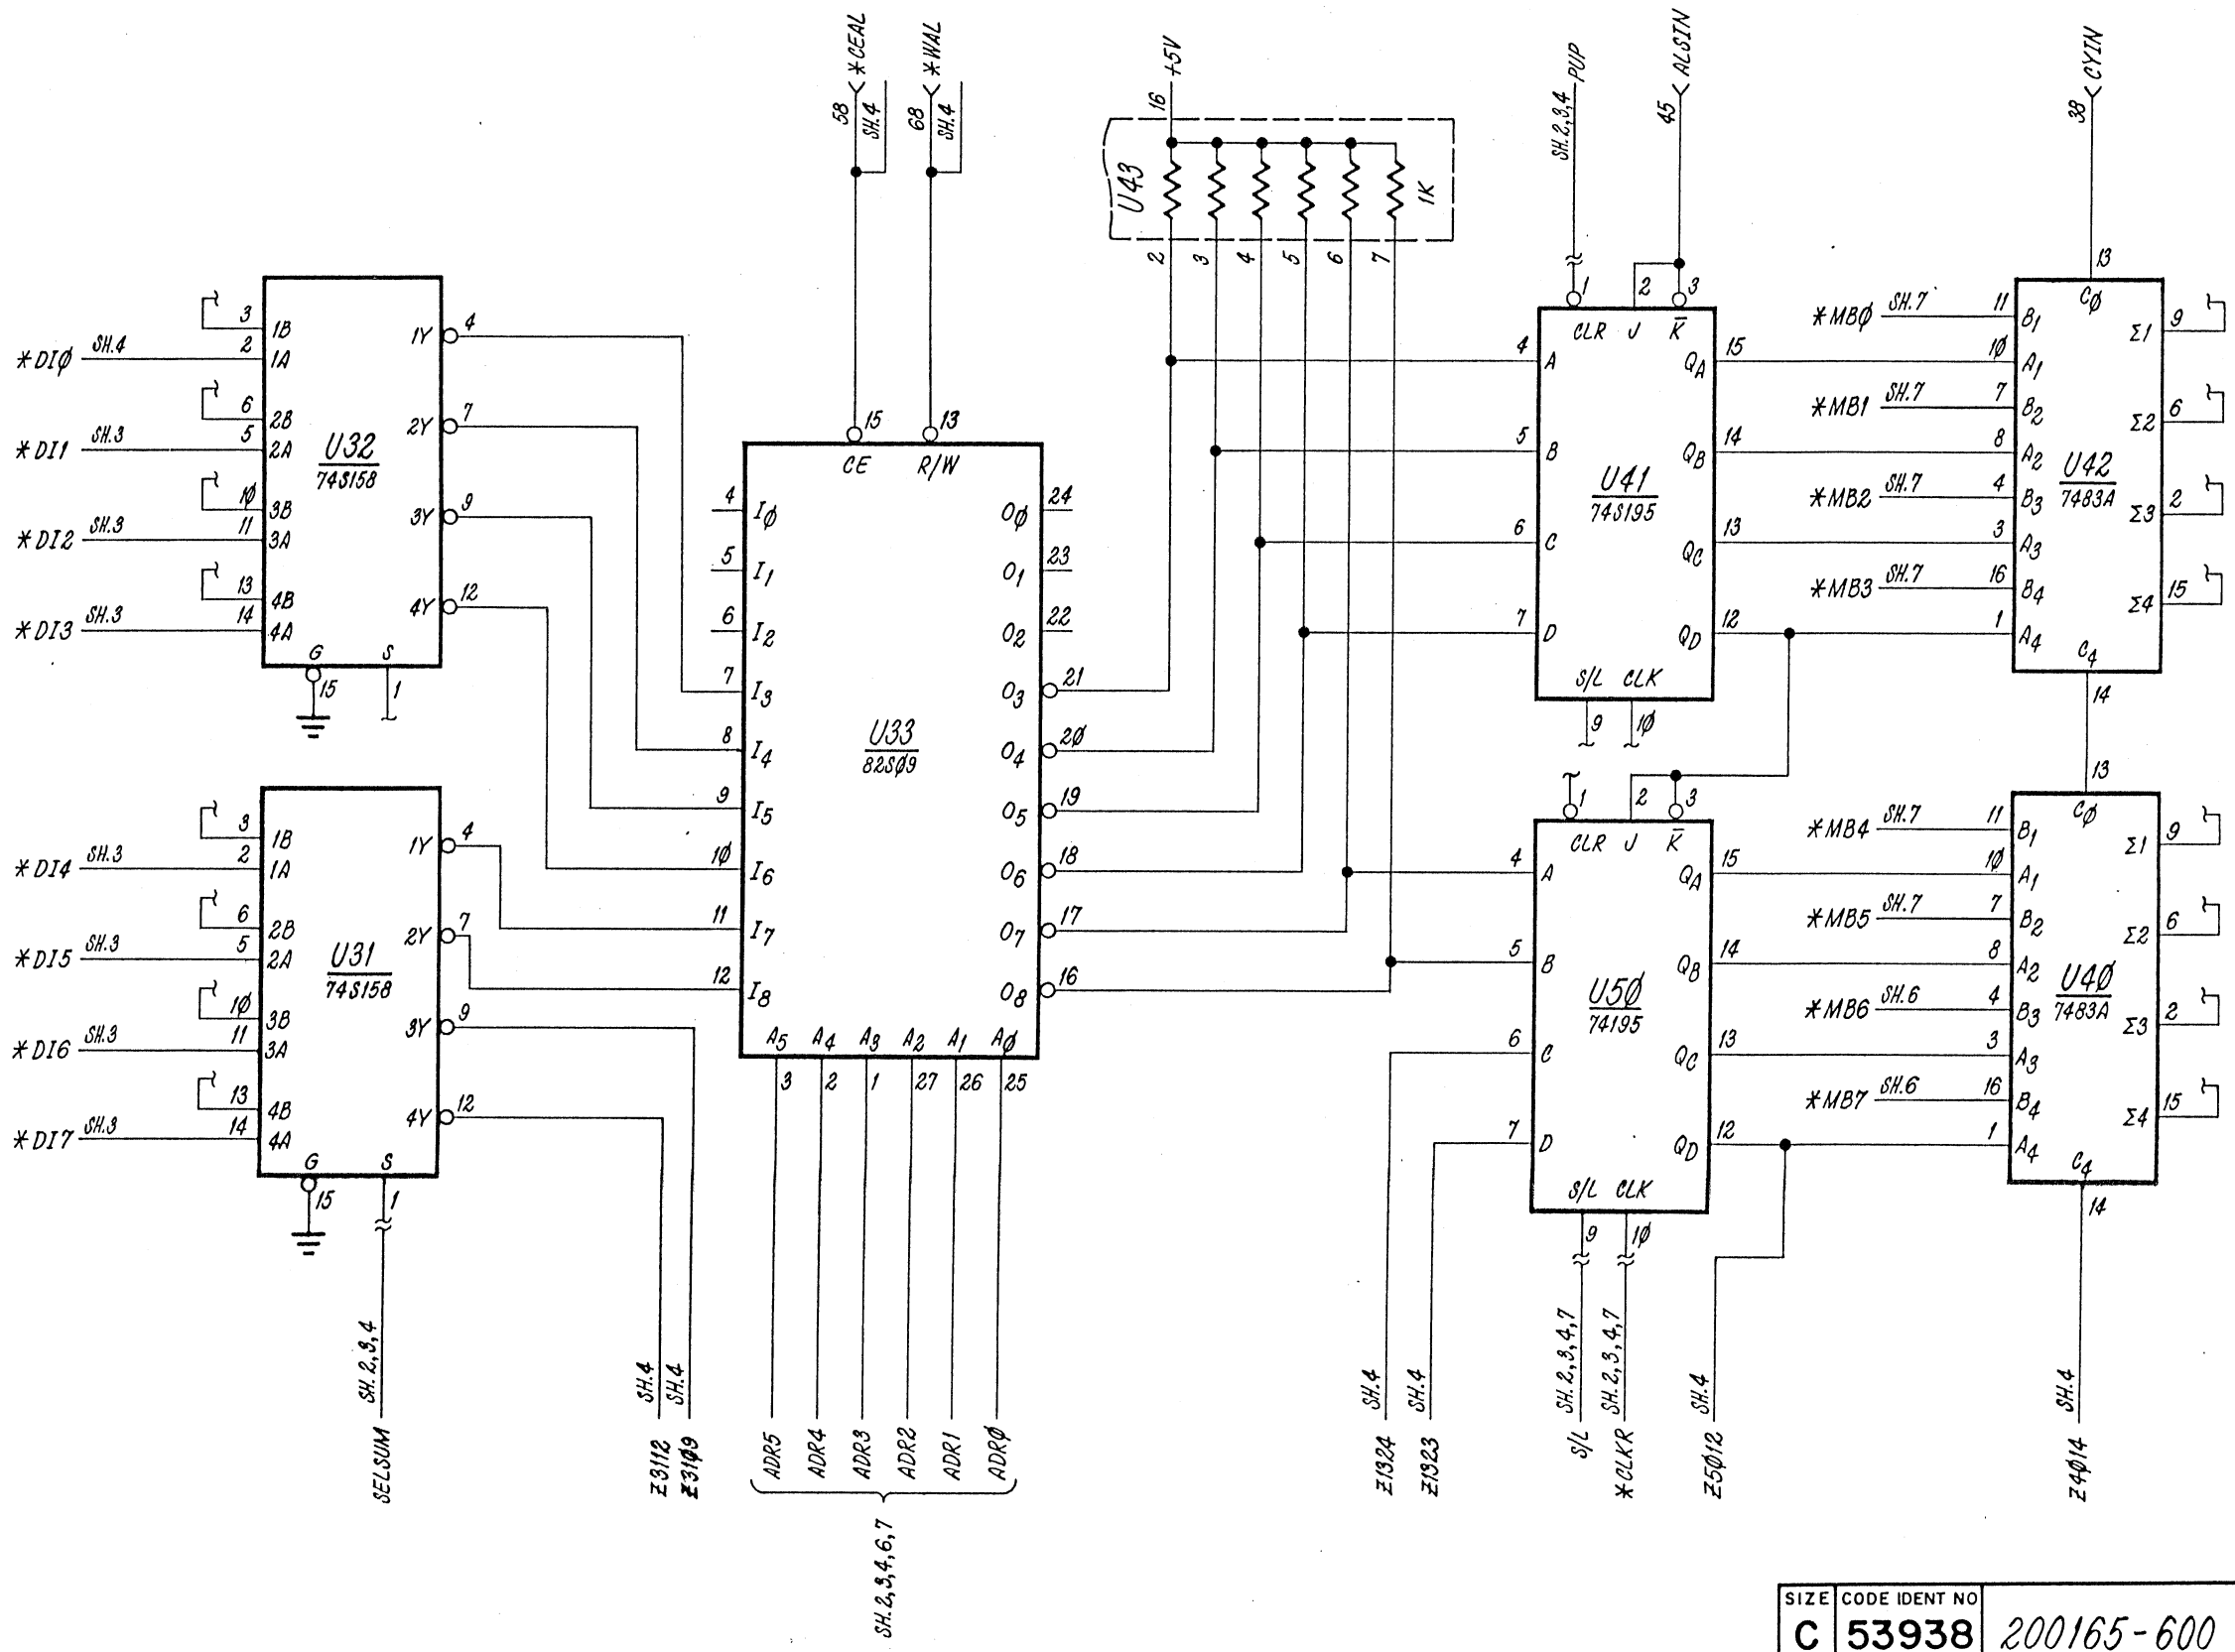 58 *CEAL SH.4
68 *WAL SH.4
16 +5V
SH.2,3,4 PUP
45 ALSIN
38 CYIN
U43
1K
2 3 4 5 6 7
*DIØ SH.4
*DI1 SH.3
*DI2 SH.3
*DI3 SH.3
3 1B
2 1A
6 2B
5 2A
1Ø 3B
11 3A
13 4B
14 4A
U32
74S158
1Y 4
2Y 7
3Y 9
4Y 12
G 15
S 1
*DI4 SH.3
*DI5 SH.3
*DI6 SH.3
*DI7 SH.3
3 1B
2 1A
6 2B
5 2A
1Ø 3B
11 3A
13 4B
14 4A
U31
74S158
1Y 4
2Y 7
3Y 9
4Y 12
G 15
S 1
SH.2,3,4
SELSUM
SH.4
Z3112
SH.4
Z31Ø9
15 13
CE R/W
4 IØ
5 I1
6 I2
7 I3
8 I4
9 I5
1Ø I6
11 I7
12 I8
U33
82SØ9
OØ 24
O1 23
O2 22
O3 21
O4 2Ø
O5 19
O6 18
O7 17
O8 16
A5 A4 A3 A2 A1 AØ
3 2 1 27 26 25
ADR5
ADR4
ADR3
ADR2
ADR1
ADRØ
SH.2,3,4,6,7
1 2 3
CLR J K̅
4 A
5 B
6 C
7 D
U41
74S195
QA 15
QB 14
QC 13
QD 12
S/L CLK
9 1Ø
1 2 3
CLR J K̅
4 A
5 B
6 C
7 D
U5Ø
74195
QA 15
QB 14
QC 13
QD 12
S/L CLK
9 1Ø
SH.4
Z1324
SH.4
Z1323
SH.2,3,4,7
S/L
SH.2,3,4,7
*CLKR
SH.4
Z5Ø12
*MBØ SH.7
*MB1 SH.7
*MB2 SH.7
*MB3 SH.7
13
CØ
11 B1
1Ø A1
7 B2
8 A2
4 B3
3 A3
16 B4
1 A4
U42
7483A
Σ1 9
Σ2 6
Σ3 2
Σ4 15
C4
14
*MB4 SH.7
*MB5 SH.7
*MB6 SH.6
*MB7 SH.6
13
CØ
11 B1
1Ø A1
7 B2
8 A2
4 B3
3 A3
16 B4
1 A4
U4Ø
7483A
Σ1 9
Σ2 6
Σ3 2
Σ4 15
C4
14
SH.4
Z4Ø14
SIZE
C
CODE IDENT NO
53938
200165-600